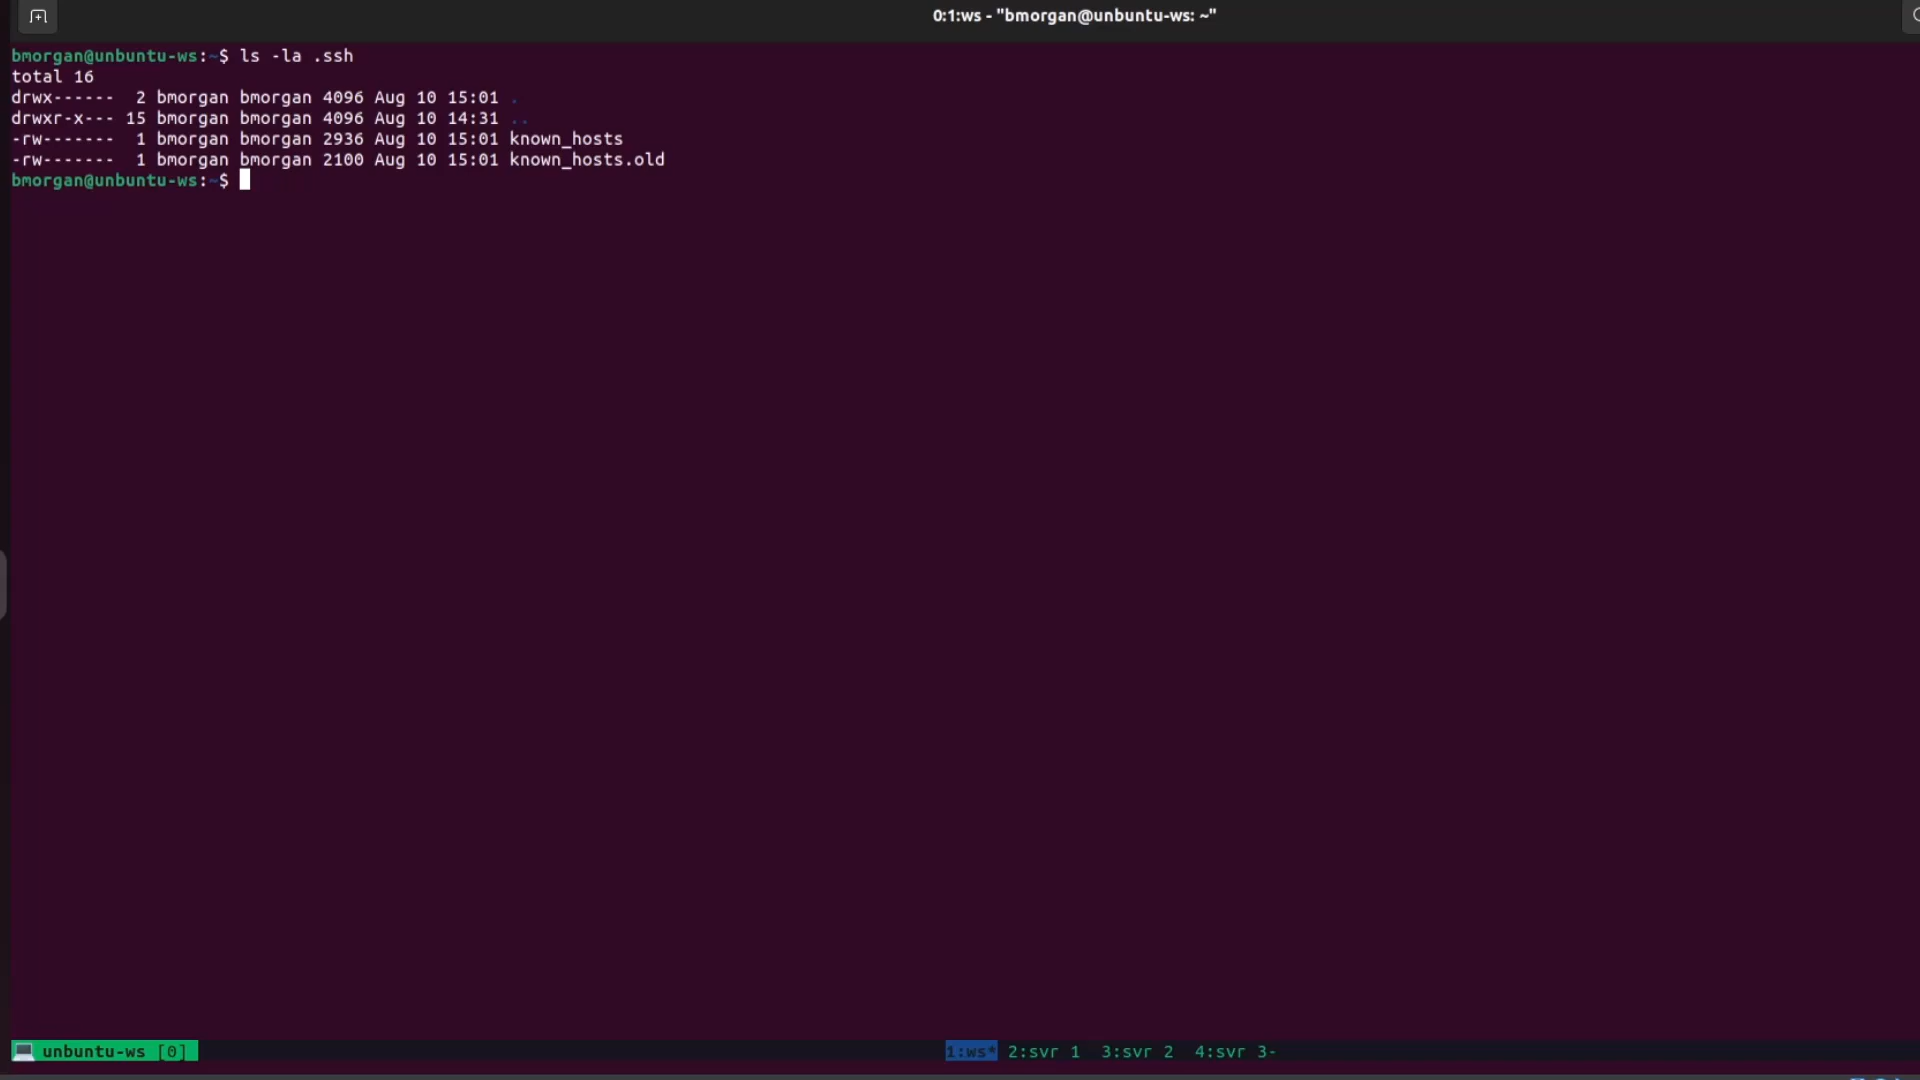 0:1:ws - "bmorgan@unbuntu-ws: ~"
bmorgan@unbuntu-ws:~$ ls -la .ssh
total 16
drwx------  2 bmorgan bmorgan 4096 Aug 10 15:01 .
drwxr-x--- 15 bmorgan bmorgan 4096 Aug 10 14:31 ..
-rw-------  1 bmorgan bmorgan 2936 Aug 10 15:01 known_hosts
-rw-------  1 bmorgan bmorgan 2100 Aug 10 15:01 known_hosts.old
bmorgan@unbuntu-ws:~$
unbuntu-ws [0] 1:ws* 2:svr 1  3:svr 2  4:svr 3-